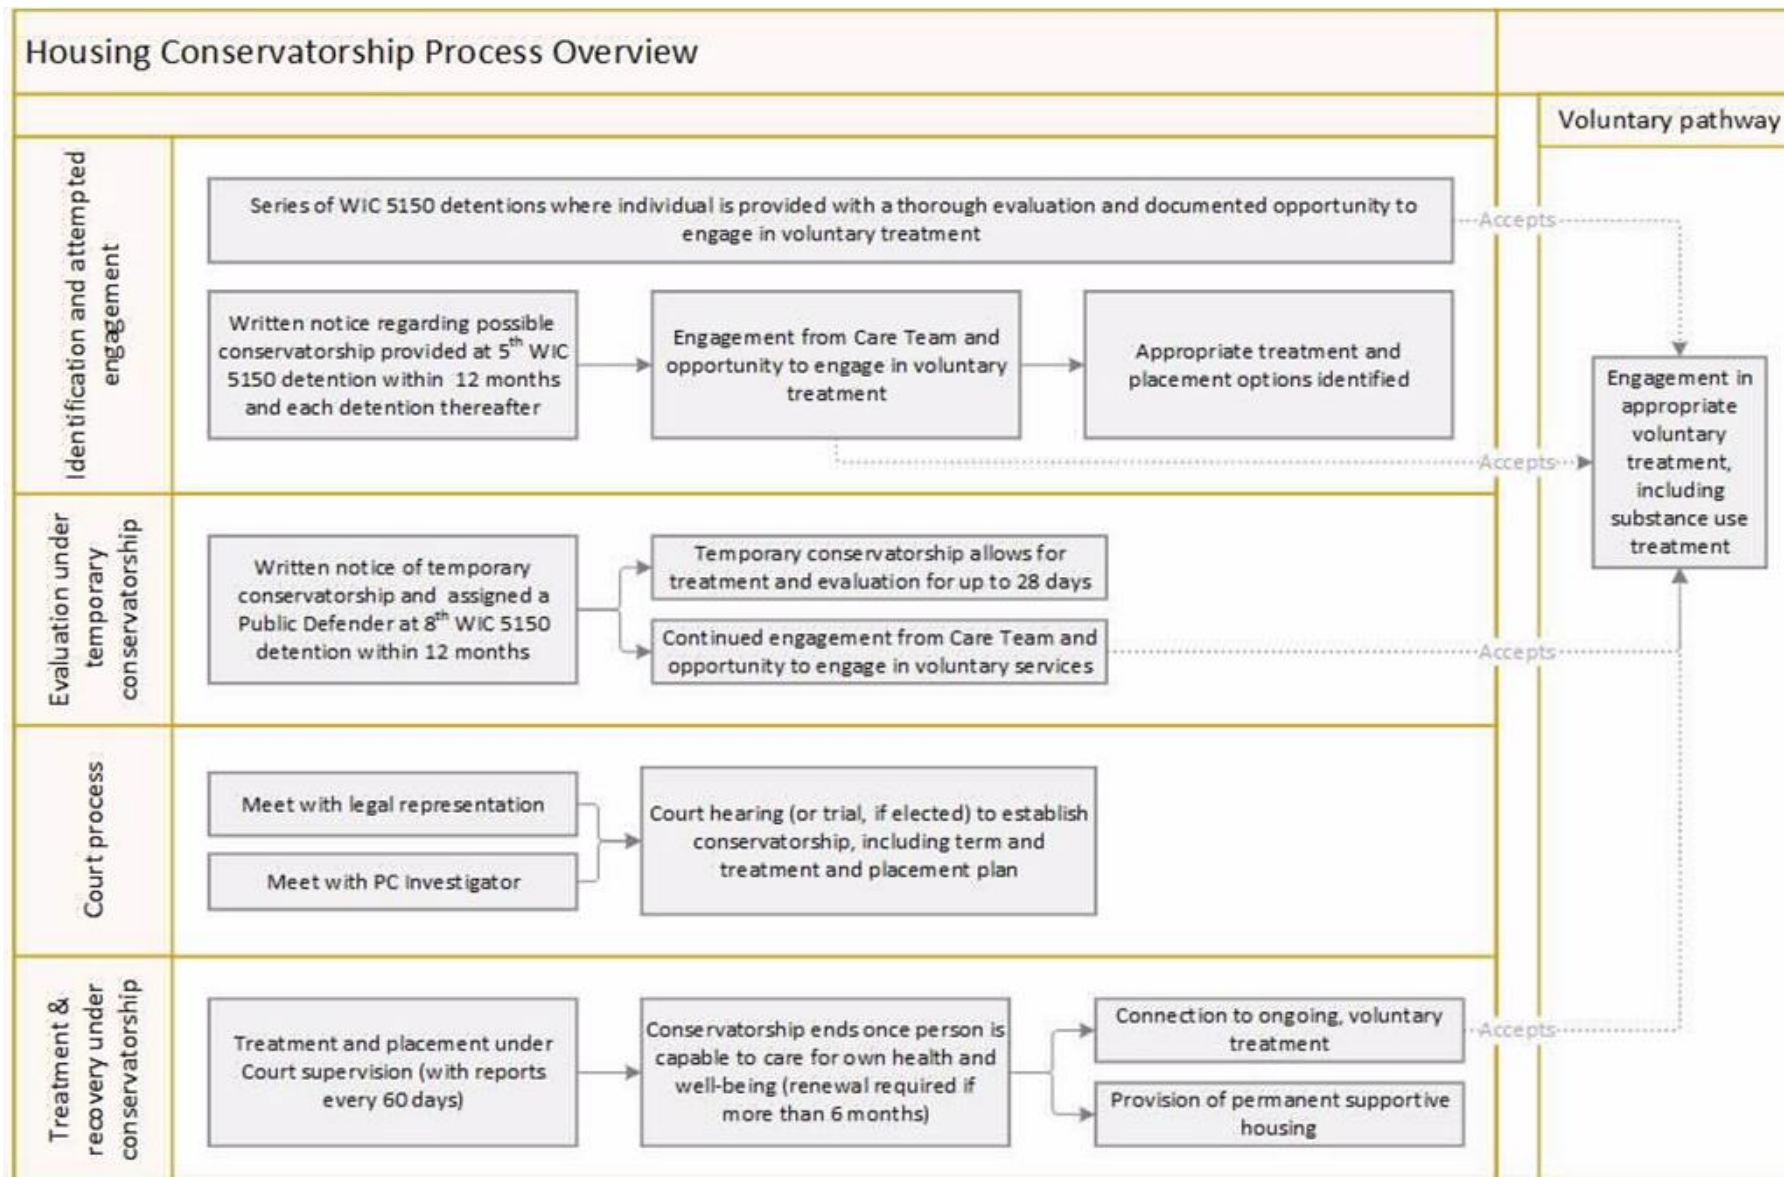 Housing Conservatorship Process Overview
Voluntary pathway
Identification and attempted
engagement
Series of WIC 5150 detentions where individual is provided with a thorough evaluation and documented opportunity to
engage in voluntary treatment
Accepts
Written notice regarding possible
conservatorship provided at 5th WIC
5150 detention within 12 months
and each detention thereafter
Engagement from Care Team and
opportunity to engage in voluntary
treatment
Appropriate treatment and
placement options identified
Accepts
Engagement in
appropriate
voluntary
treatment,
including
substance use
treatment
Evaluation under
temporary
conservatorship
Written notice of temporary
conservatorship and assigned a
Public Defender at 8th WIC 5150
detention within 12 months
Temporary conservatorship allows for
treatment and evaluation for up to 28 days
Continued engagement from Care Team and
opportunity to engage in voluntary services
Accepts
Court process
Meet with legal representation
Meet with PC Investigator
Court hearing (or trial, if elected) to establish
conservatorship, including term and
treatment and placement plan
Treatment &
recovery under
conservatorship
Treatment and placement under
Court supervision (with reports
every 60 days)
Conservatorship ends once person is
capable to care for own health and
well-being (renewal required if
more than 6 months)
Connection to ongoing, voluntary
treatment
Accepts
Provision of permanent supportive
housing